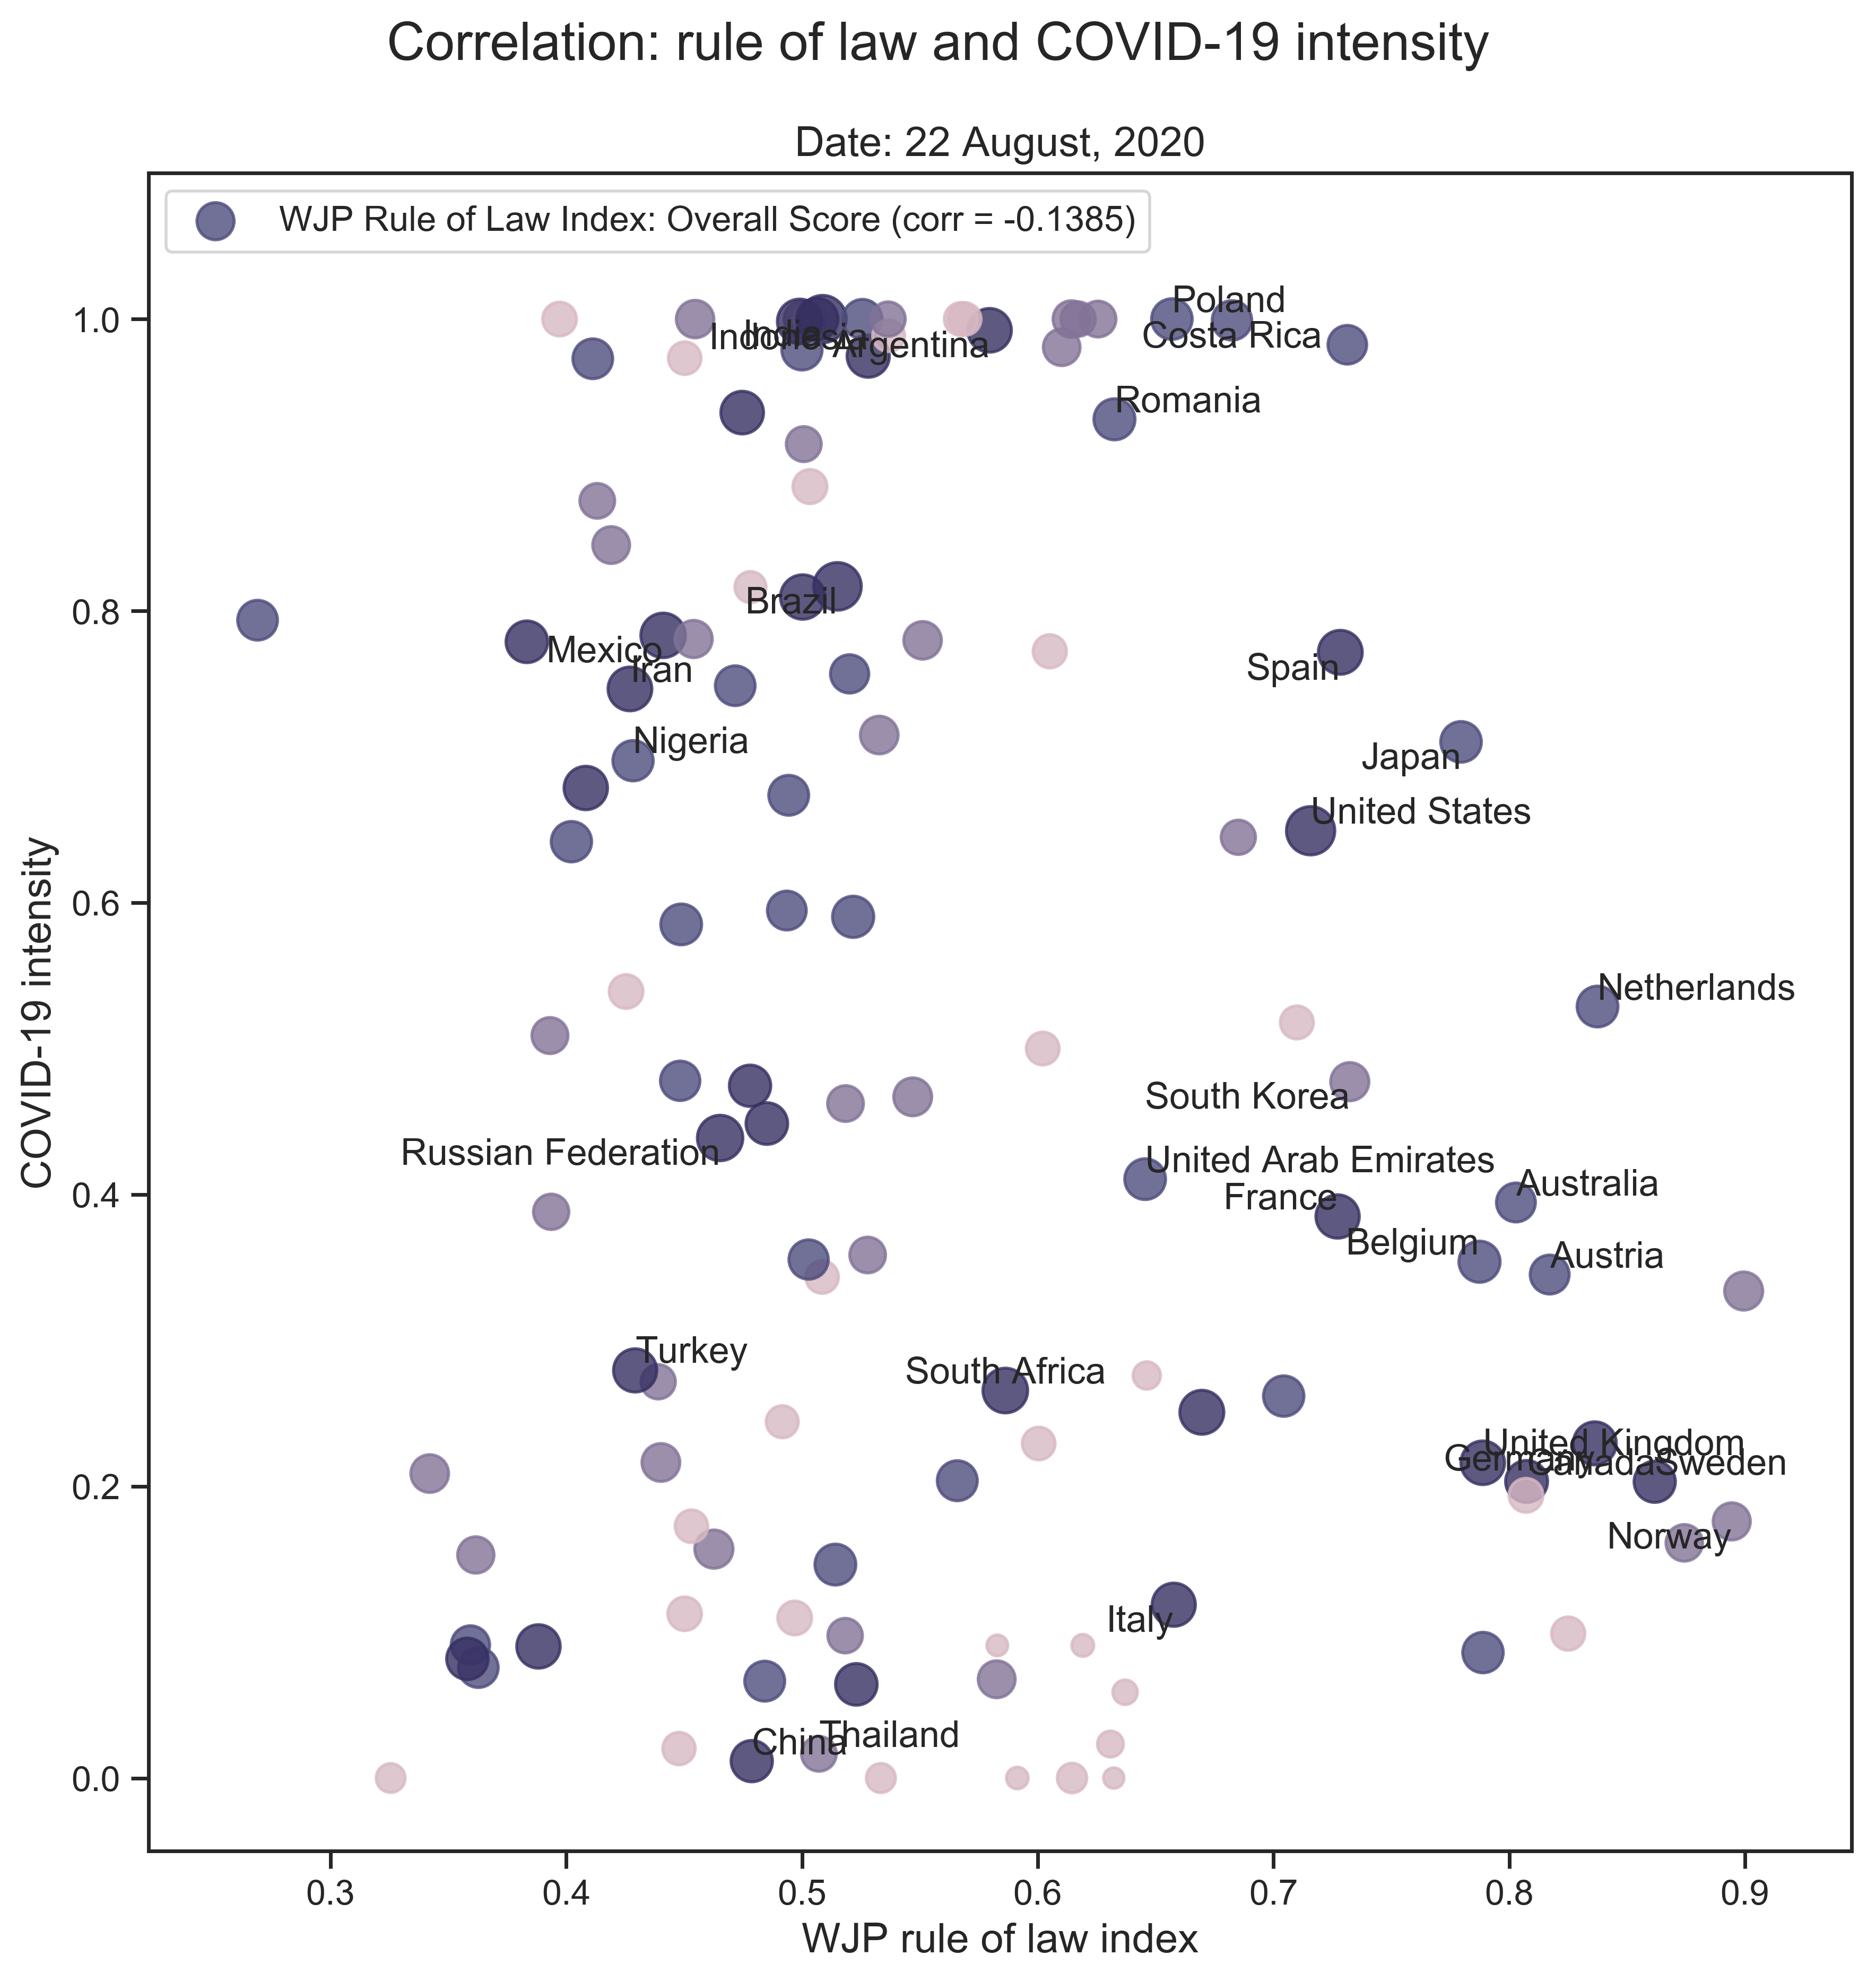 Correlation: rule of law and COVID-19 intensity
Date: 22 August, 2020
WJP Rule of Law Index: Overall Score (corr = -0.1385)
Poland
Costa Rica
Indonesia
India
Argentina
Romania
Brazil
Mexico
Iran
Spain
Nigeria
Japan
United States
Netherlands
South Korea
Russian Federation
United Arab Emirates
France
Australia
Belgium
Austria
Turkey
South Africa
United Kingdom
Germany
Canada
Sweden
Norway
Italy
China
Thailand
1.0
0.8
0.6
0.4
0.2
0.0
COVID-19 intensity
0.3
0.4
0.5
0.6
0.7
0.8
0.9
WJP rule of law index